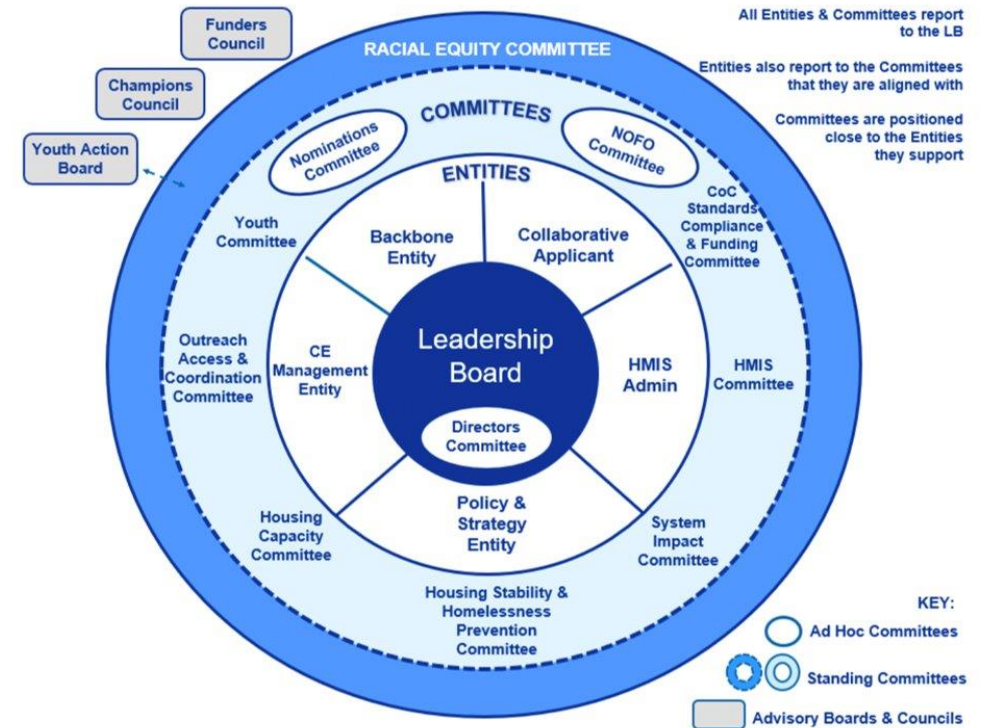 Funders
Council
Champions
Council
Youth Action
Board
All Entities & Committees report
to the LB
Entities also report to the Committees
that they are aligned with
Committees are positioned
close to the Entities
they support
RACIAL EQUITY COMMITTEE
COMMITTEES
Nominations
Committee
NOFO
Committee
ENTITIES
Youth
Committee
Backbone
Entity
Collaborative
Applicant
CoC
Standards
Compliance
& Funding
Committee
Outreach
Access &
Coordination
Committee
CE
Management
Entity
Leadership
Board
HMIS
Admin
HMIS
Committee
Directors
Committee
Housing
Capacity
Committee
Policy &
Strategy
Entity
System
Impact
Committee
Housing Stability &
Homelessness
Prevention
Committee
KEY:
Ad Hoc Committees
Standing Committees
Advisory Boards & Councils